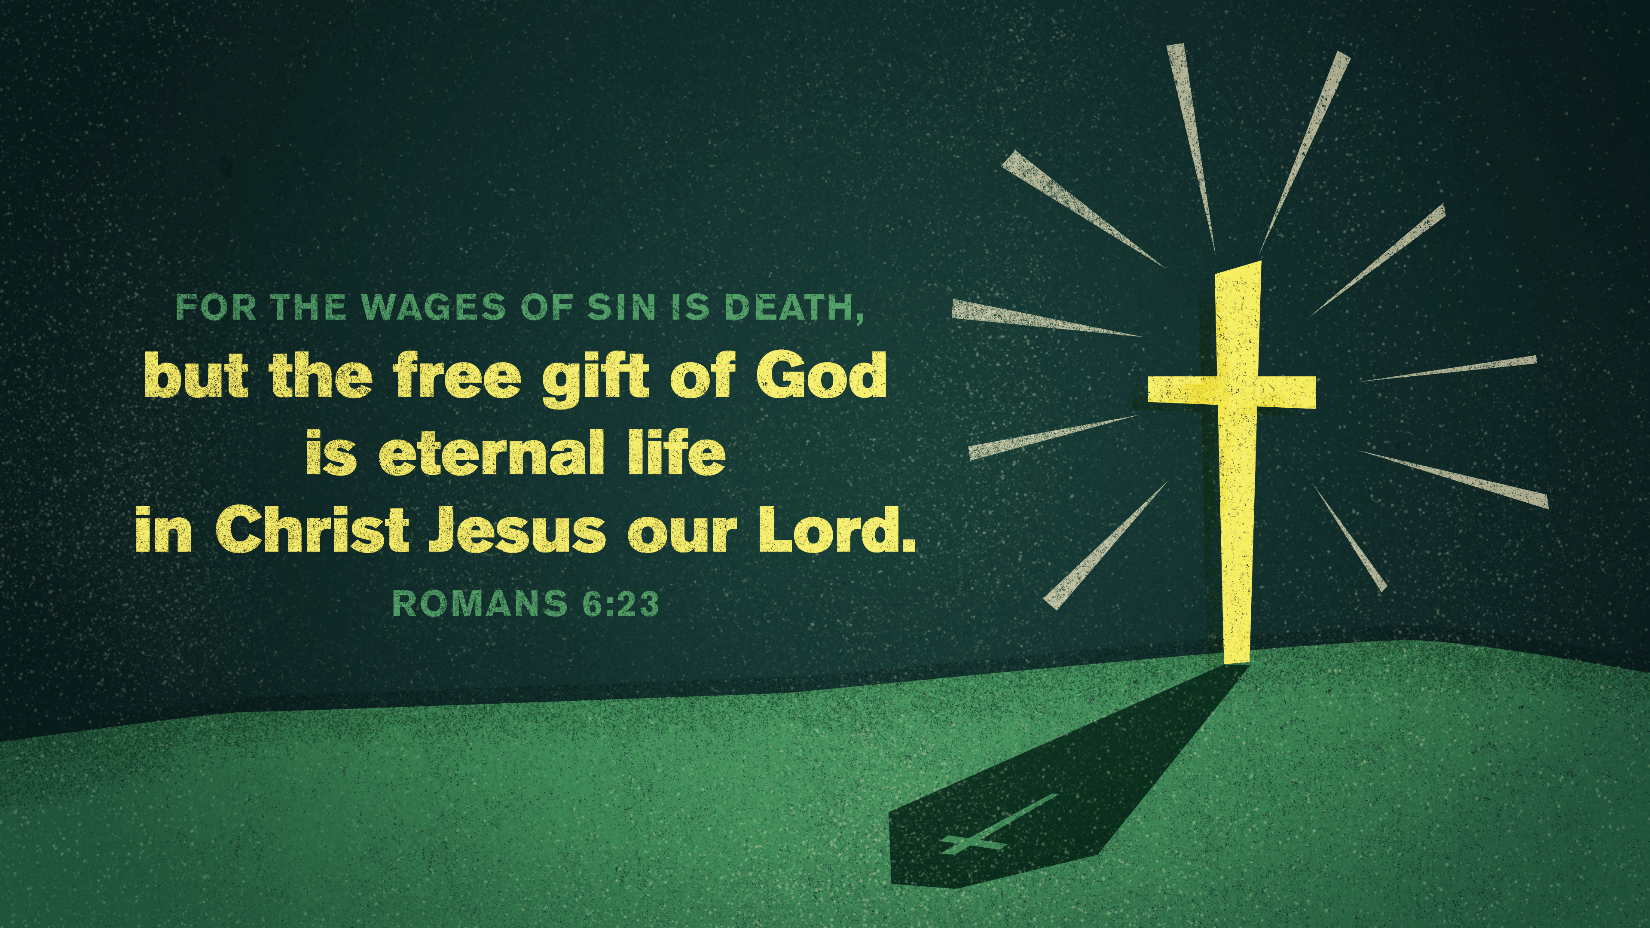 FOR THE WAGES OF SIN IS DEATH,
but the free gift of God
is eternal life
in Christ Jesus our Lord.
ROMANS 6:23